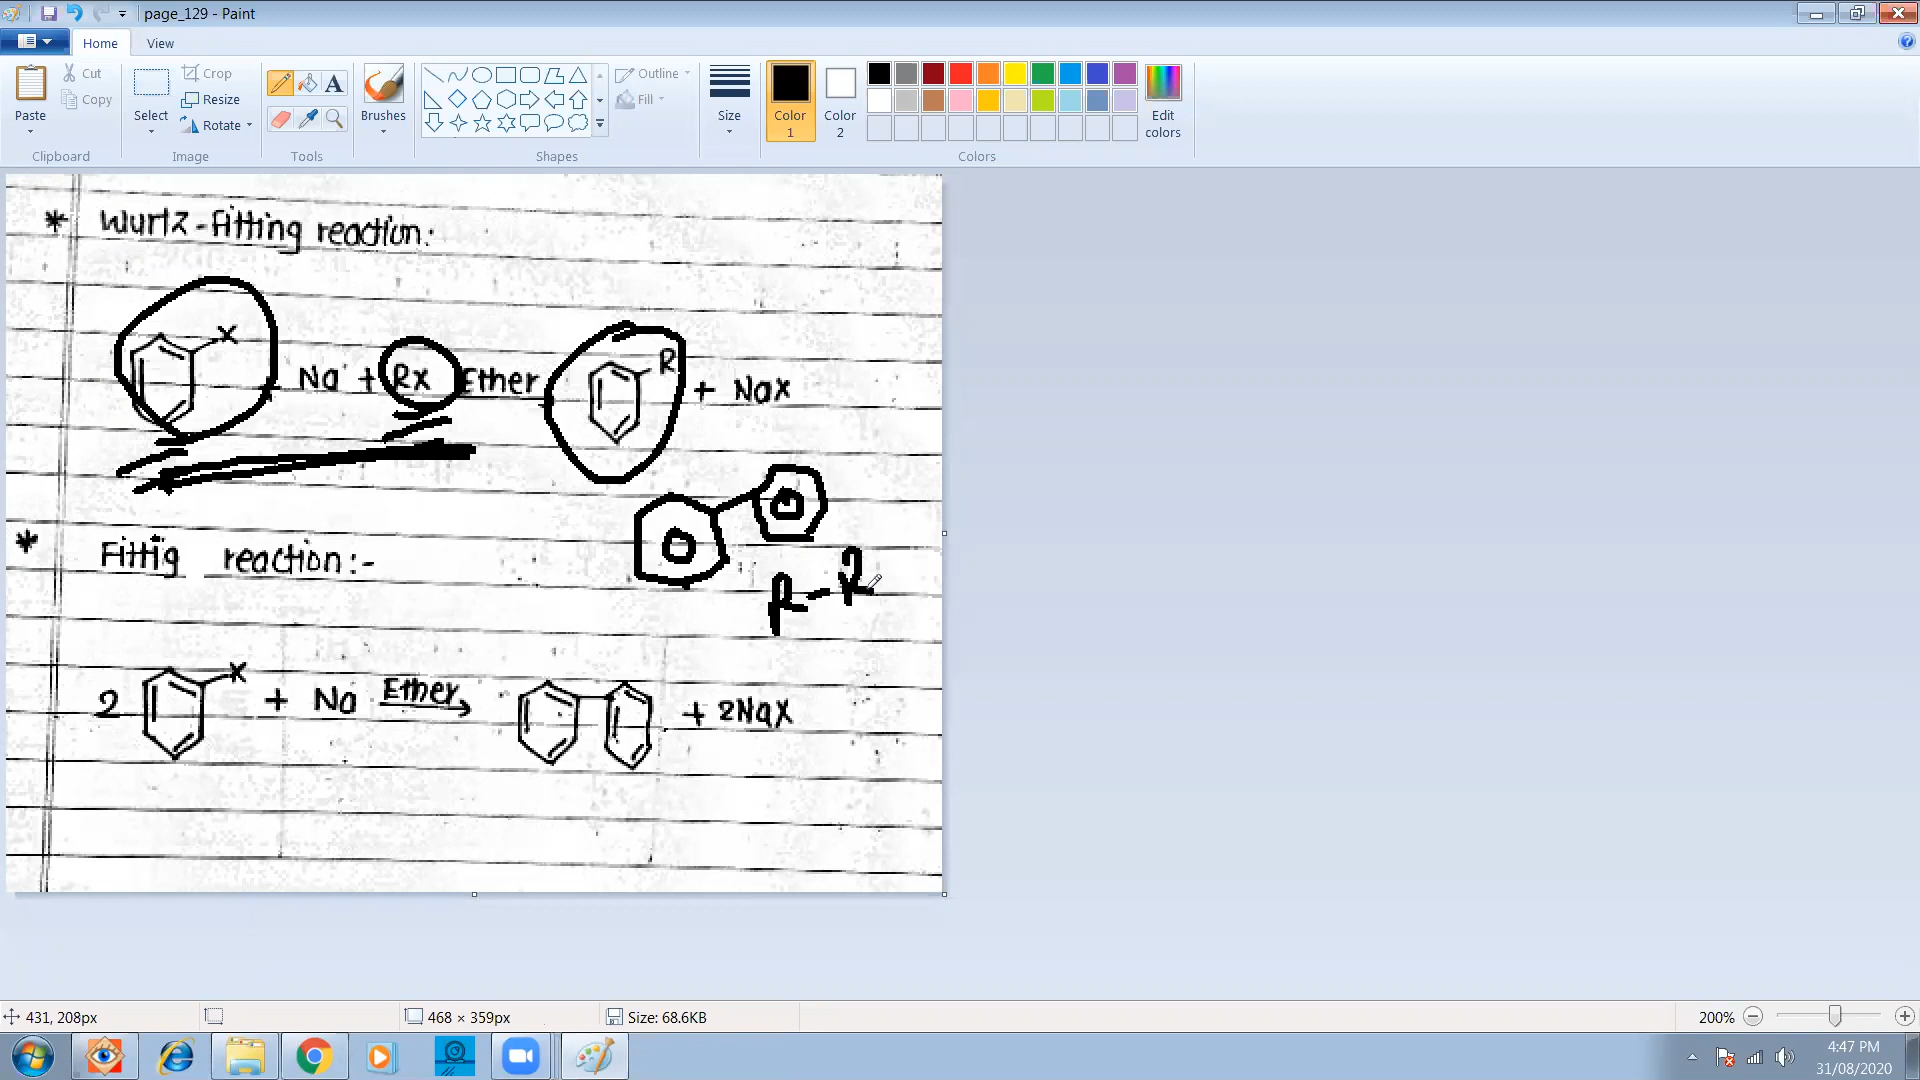 page_129 - Paint
Home View
Paste Cut Copy Select Crop Resize Rotate Brushes Outline Fill Size Color 1 Color 2 Edit colors
Clipboard Image Tools Shapes Colors
* Wurtz-Fitting reaction:
X Na + Rx Ether R + Nax
R-R
* Fittig reaction:-
2 X + Na Ether + 2Nax
431, 208px 468 × 359px Size: 68.6KB 200%
4:47 PM
31/08/2020